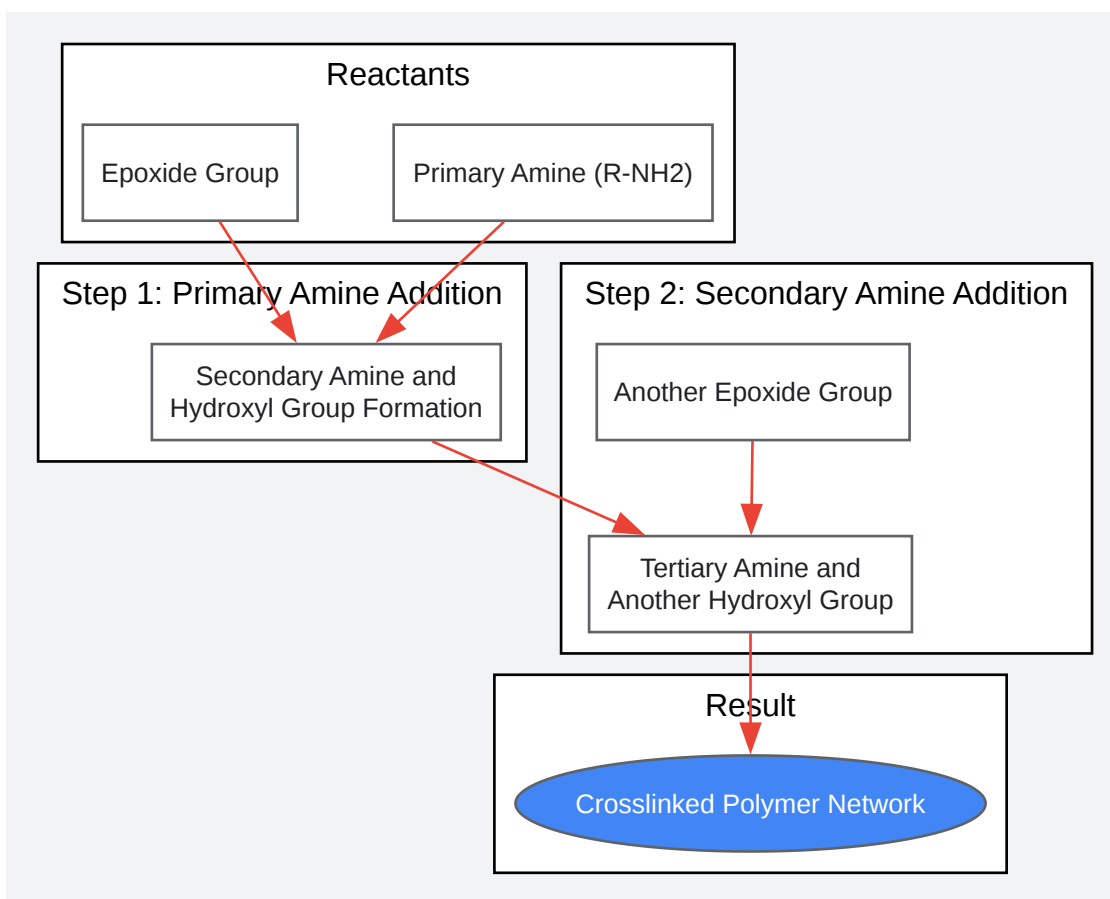 Reactants
Epoxide Group
Primary Amine (R-NH2)
Step 1: Primary Amine Addition
Secondary Amine and
Hydroxyl Group Formation
Step 2: Secondary Amine Addition
Another Epoxide Group
Tertiary Amine and
Another Hydroxyl Group
Result
Crosslinked Polymer Network